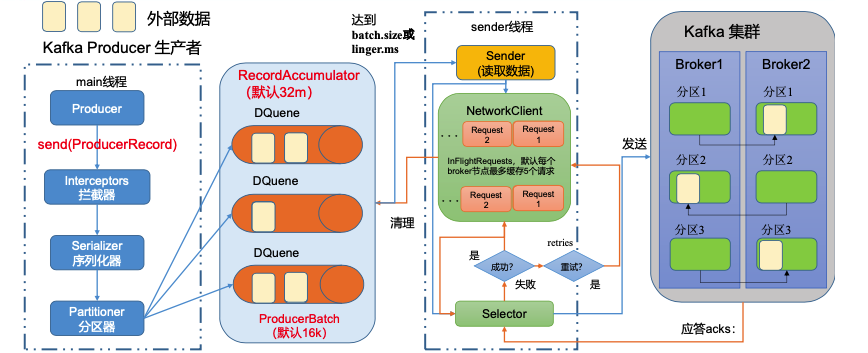 外部数据
Kafka Producer 生产者
main线程
Producer
send(ProducerRecord)
Interceptors
拦截器
Serializer
序列化器
Partitioner
分区器
RecordAccumulator
(默认32m)
DQuene
DQuene
DQuene
ProducerBatch
(默认16k)
达到
batch.size或
linger.ms
清理
sender线程
Sender
(读取数据)
NetworkClient
...
Request
2
Request
1
InFlightRequests，默认每个
broker节点最多缓存5个请求
...
Request
2
Request
1
是
成功?
失败
retries
重试?
是
Selector
发送
Kafka 集群
Broker1
分区1
分区2
分区3
Broker2
分区1
分区2
分区3
应答acks：